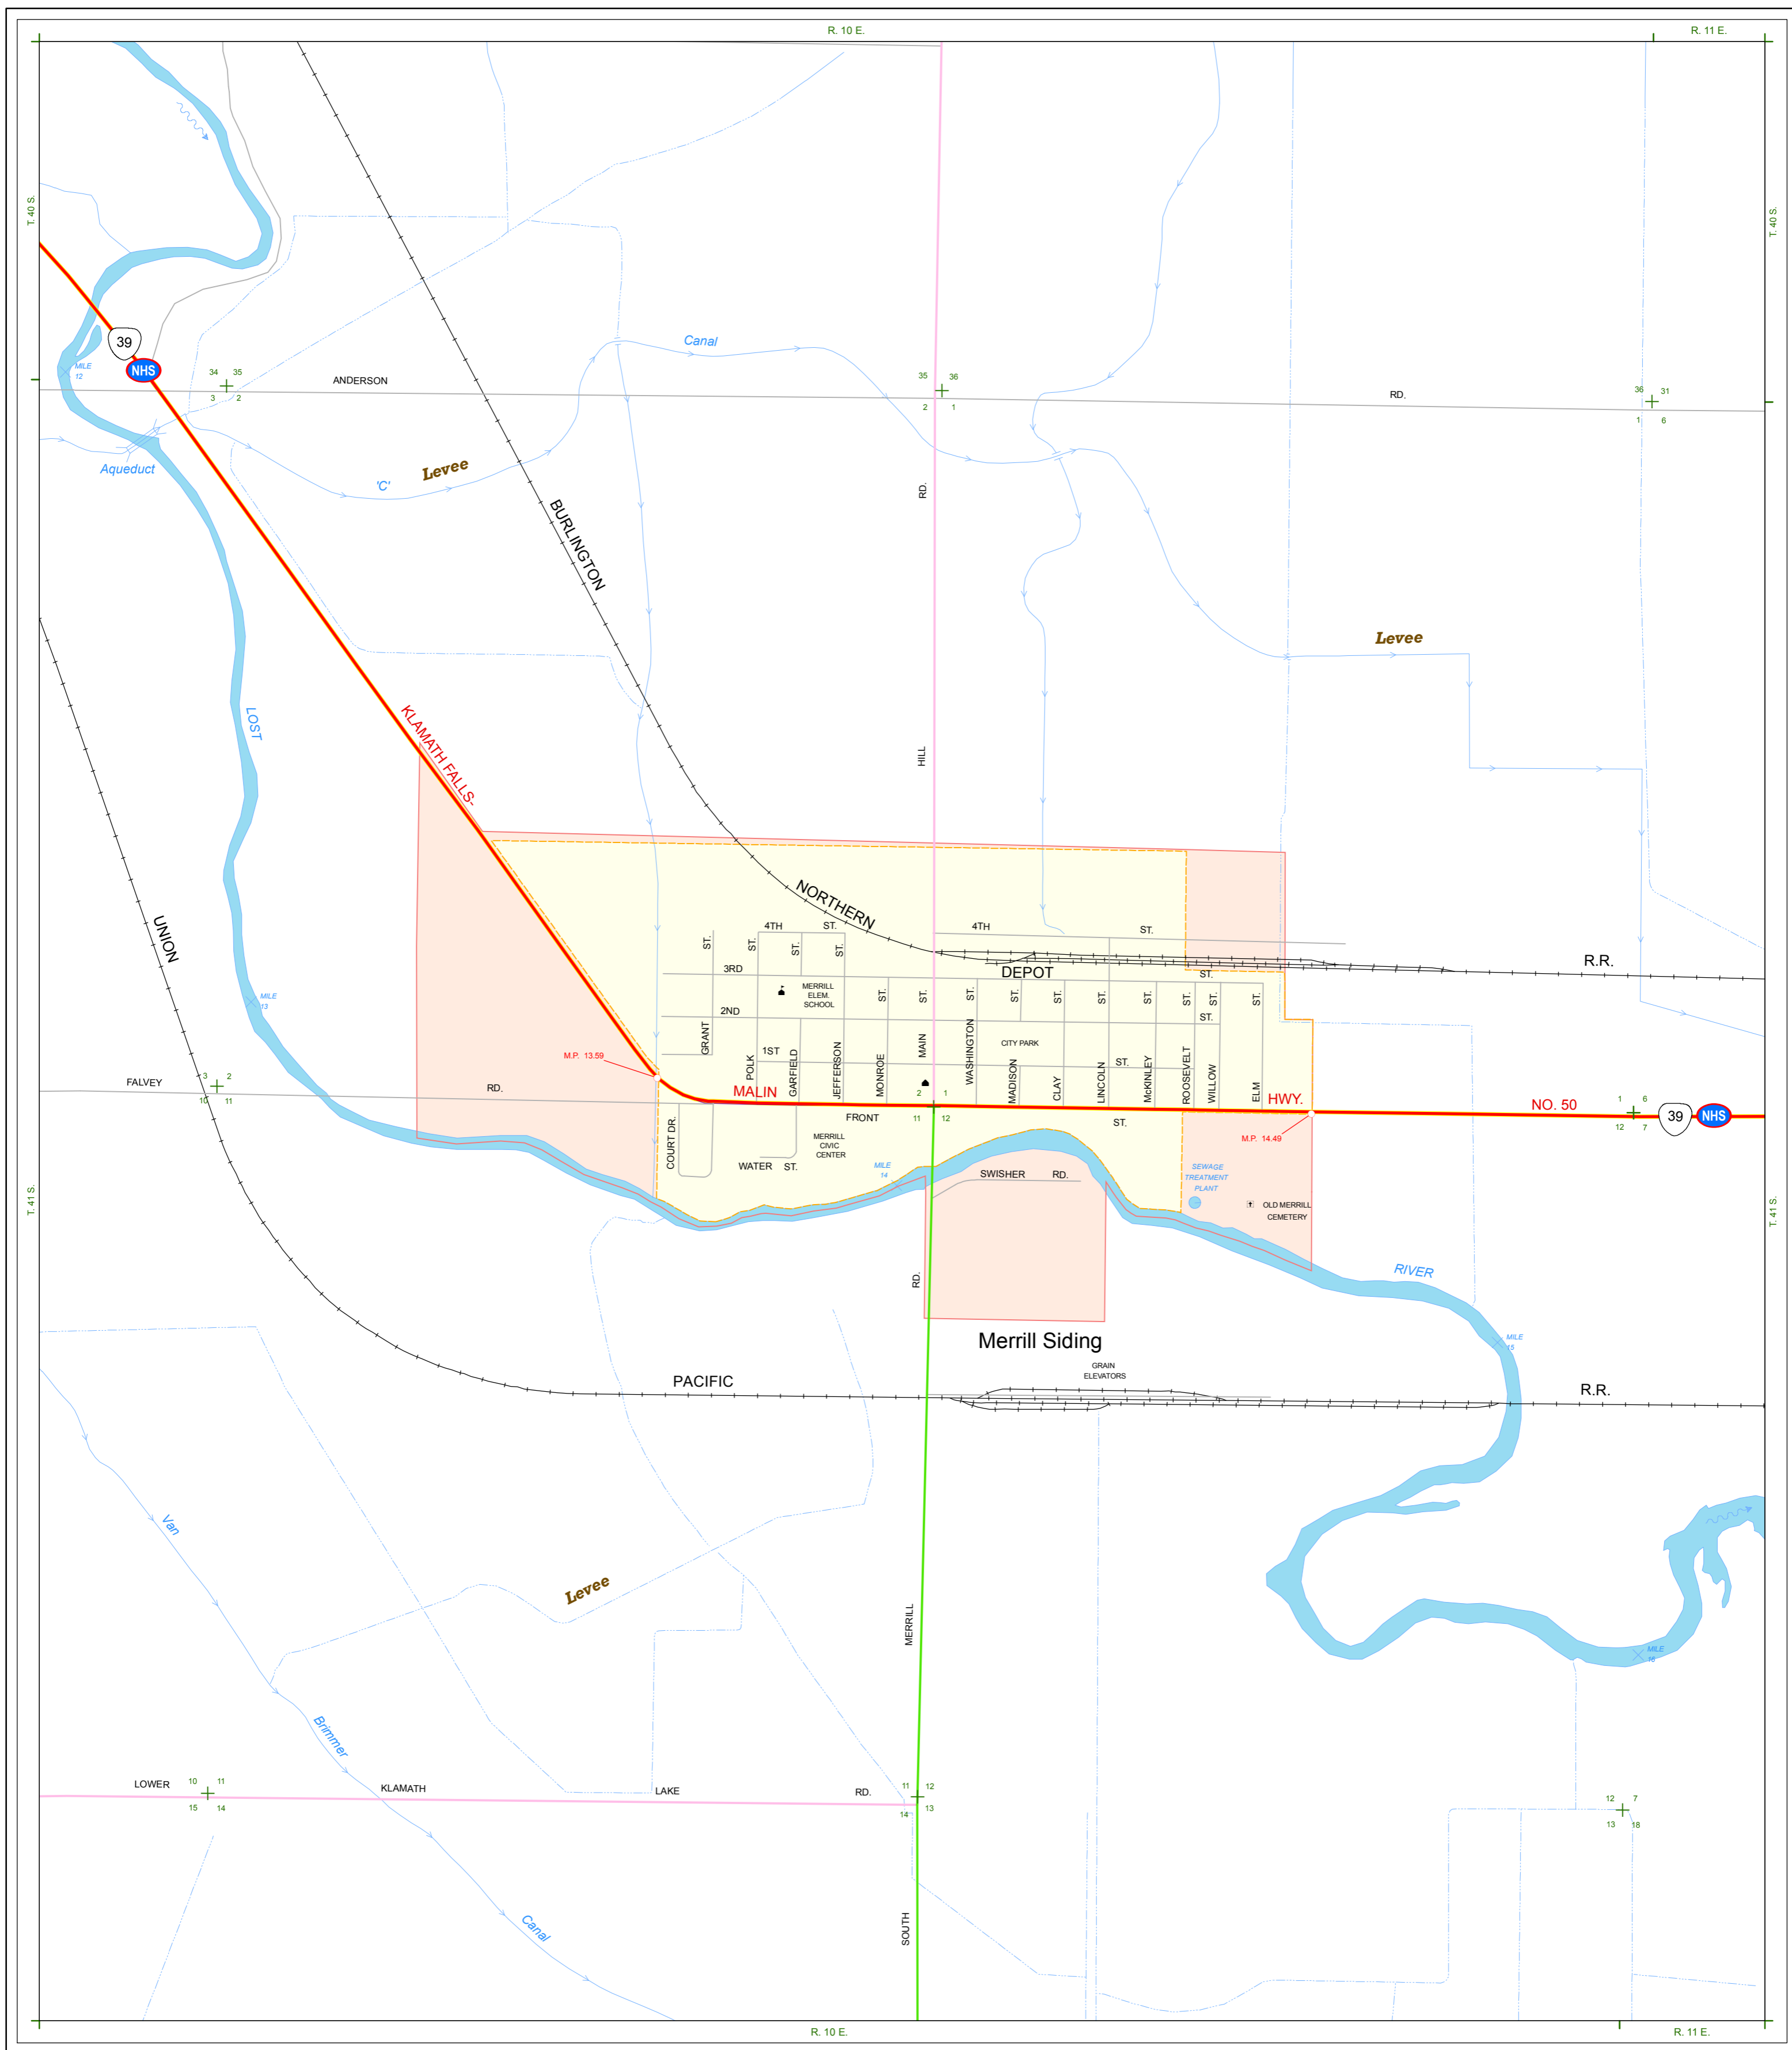 R. 10 E.
R. 11 E.
T. 40 S.
T. 40 S.
39
NHS
MILE
12
34 35
3 2
ANDERSON
RD.
Canal
35 36
2 1
36 31
1 6
Aqueduct
'C'
Levee
RD.
BURLINGTON
Levee
LOST
KLAMATH FALLS-
HILL
NORTHERN
UNION
4TH
ST.
4TH
ST.
R.R.
DEPOT
ST.
3RD
MERRILL
ELEM.
SCHOOL
ST.
ST.
ST.
ST.
ST.
ST.
ST.
ST.
ST.
ST.
ST.
ST.
ST.
ST.
MILE
13
2ND
ST.
GRANT
POLK
GARFIELD
JEFFERSON
MONROE
MAIN
WASHINGTON
MADISON
CLAY
LINCOLN
McKINLEY
ROOSEVELT
WILLOW
ELM
CITY PARK
1ST
ST.
M.P. 13.59
3 2
10 11
FALVEY
RD.
MALIN
HWY.
NO. 50
2 1
11 12
1 6
12 7
39
NHS
FRONT
ST.
M.P. 14.49
COURT DR.
MERRILL
CIVIC
CENTER
WATER ST.
MILE
14
SWISHER RD.
SEWAGE
TREATMENT
PLANT
OLD MERRILL
CEMETERY
T. 41 S.
T. 41 S.
RD.
RIVER
Merrill Siding
MILE
15
GRAIN
ELEVATORS
PACIFIC
R.R.
Van
Levee
MERRILL
MILE
16
Brimmer
LOWER
KLAMATH
LAKE
RD.
10 11
15 14
11 12
14 13
12 7
13 18
Canal
SOUTH
R. 10 E.
R. 11 E.